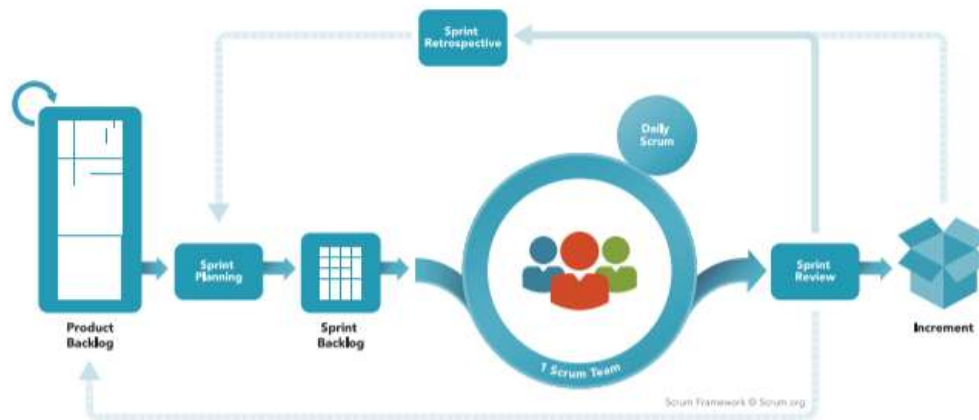 Sprint
Retrospective
Daily
Scrum
Sprint
Planning
Sprint
Review
Product
Backlog
Sprint
Backlog
Increment
1 Scrum Team
Scrum Framework © Scrum.org